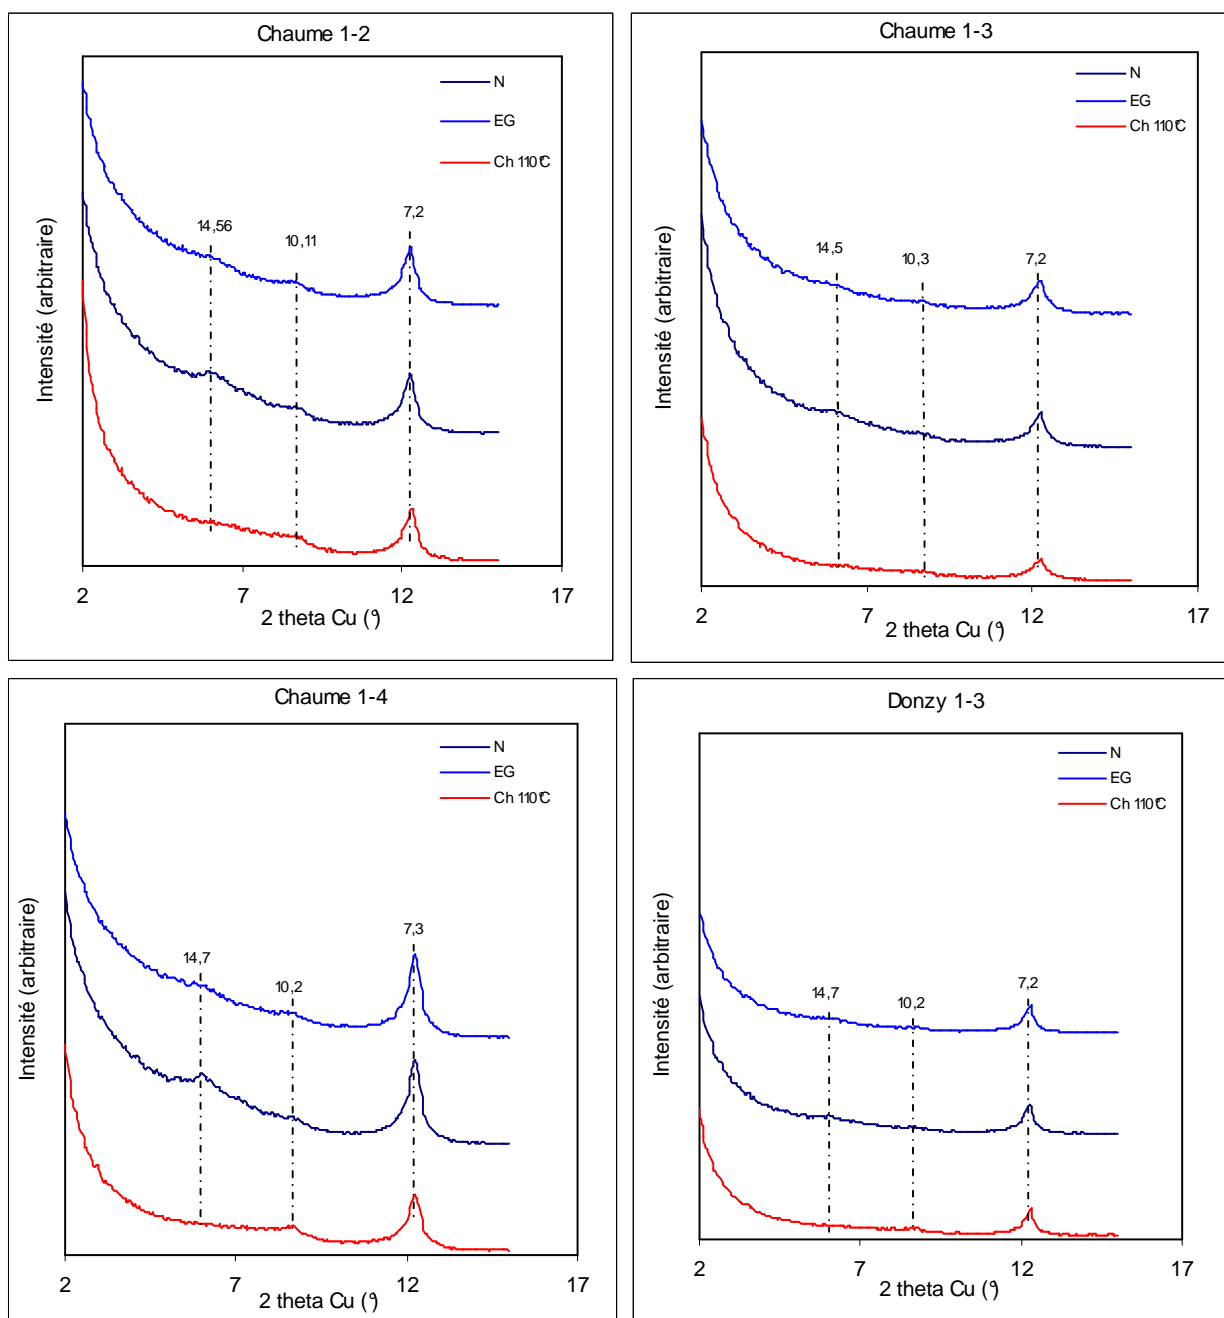 Chaume 1-2
N
EG
Ch 110°C
14,56
10,11
7,2
Intensité (arbitraire)
2
7
12
17
2 theta Cu (°)
Chaume 1-3
N
EG
Ch 110°C
14,5
10,3
7,2
Intensité (arbitraire)
2
7
12
17
2 theta Cu (°)
Chaume 1-4
N
EG
Ch 110°C
14,7
10,2
7,3
Intensité (arbitraire)
2
7
12
17
2 theta Cu (°)
Donzy 1-3
N
EG
Ch 110°C
14,7
10,2
7,2
Intensité (arbitraire)
2
7
12
17
2 theta Cu (°)